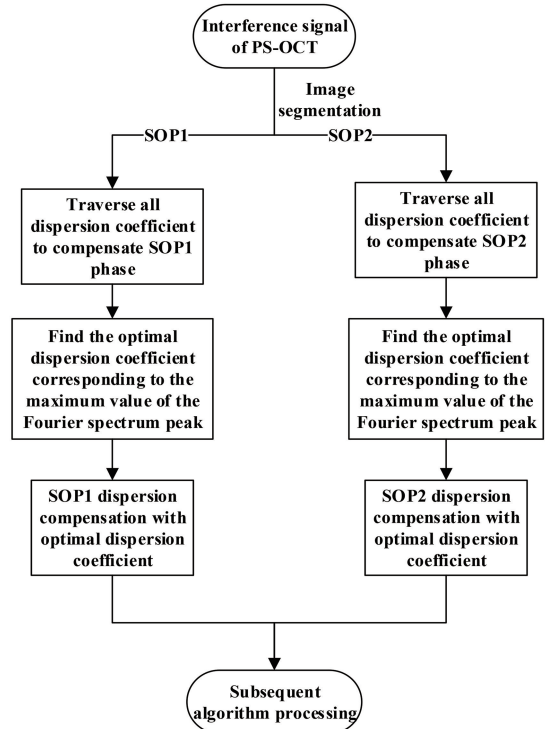 Interference signal
of PS-OCT
Image
segmentation
SOP1
SOP2
Traverse all
dispersion coefficient
to compensate SOP1
phase
Traverse all
dispersion coefficient
to compensate SOP2
phase
Find the optimal
dispersion coefficient
corresponding to the
maximum value of the
Fourier spectrum peak
Find the optimal
dispersion coefficient
corresponding to the
maximum value of the
Fourier spectrum peak
SOP1 dispersion
compensation with
optimal dispersion
coefficient
SOP2 dispersion
compensation with
optimal dispersion
coefficient
Subsequent
algorithm processing